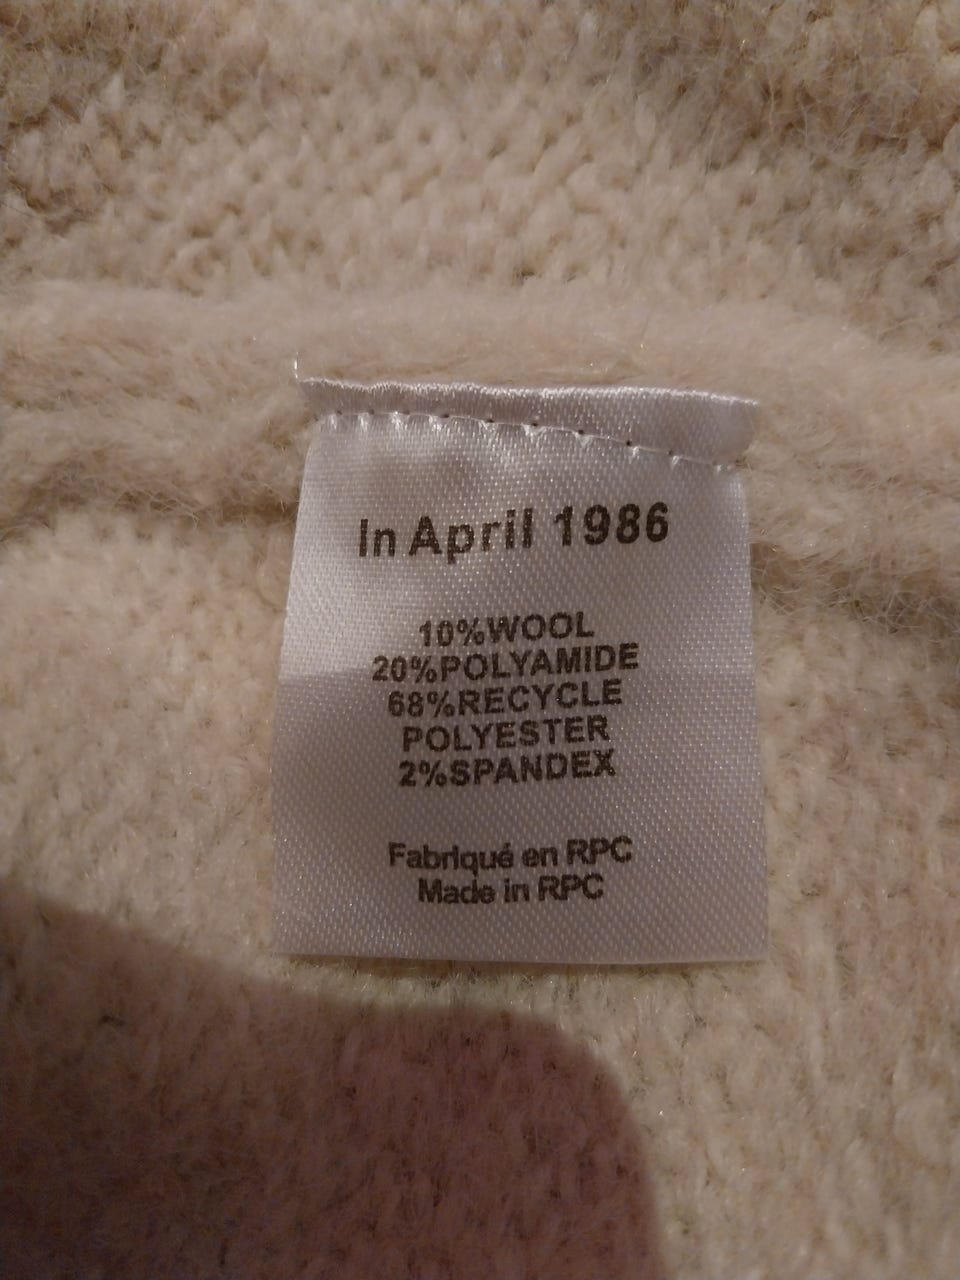 In April 1986
10%WOOL
20%POLYAMIDE
68%RECYCLE
POLYESTER
2%SPANDEX
Fabriqué en RPC
Made in RPC